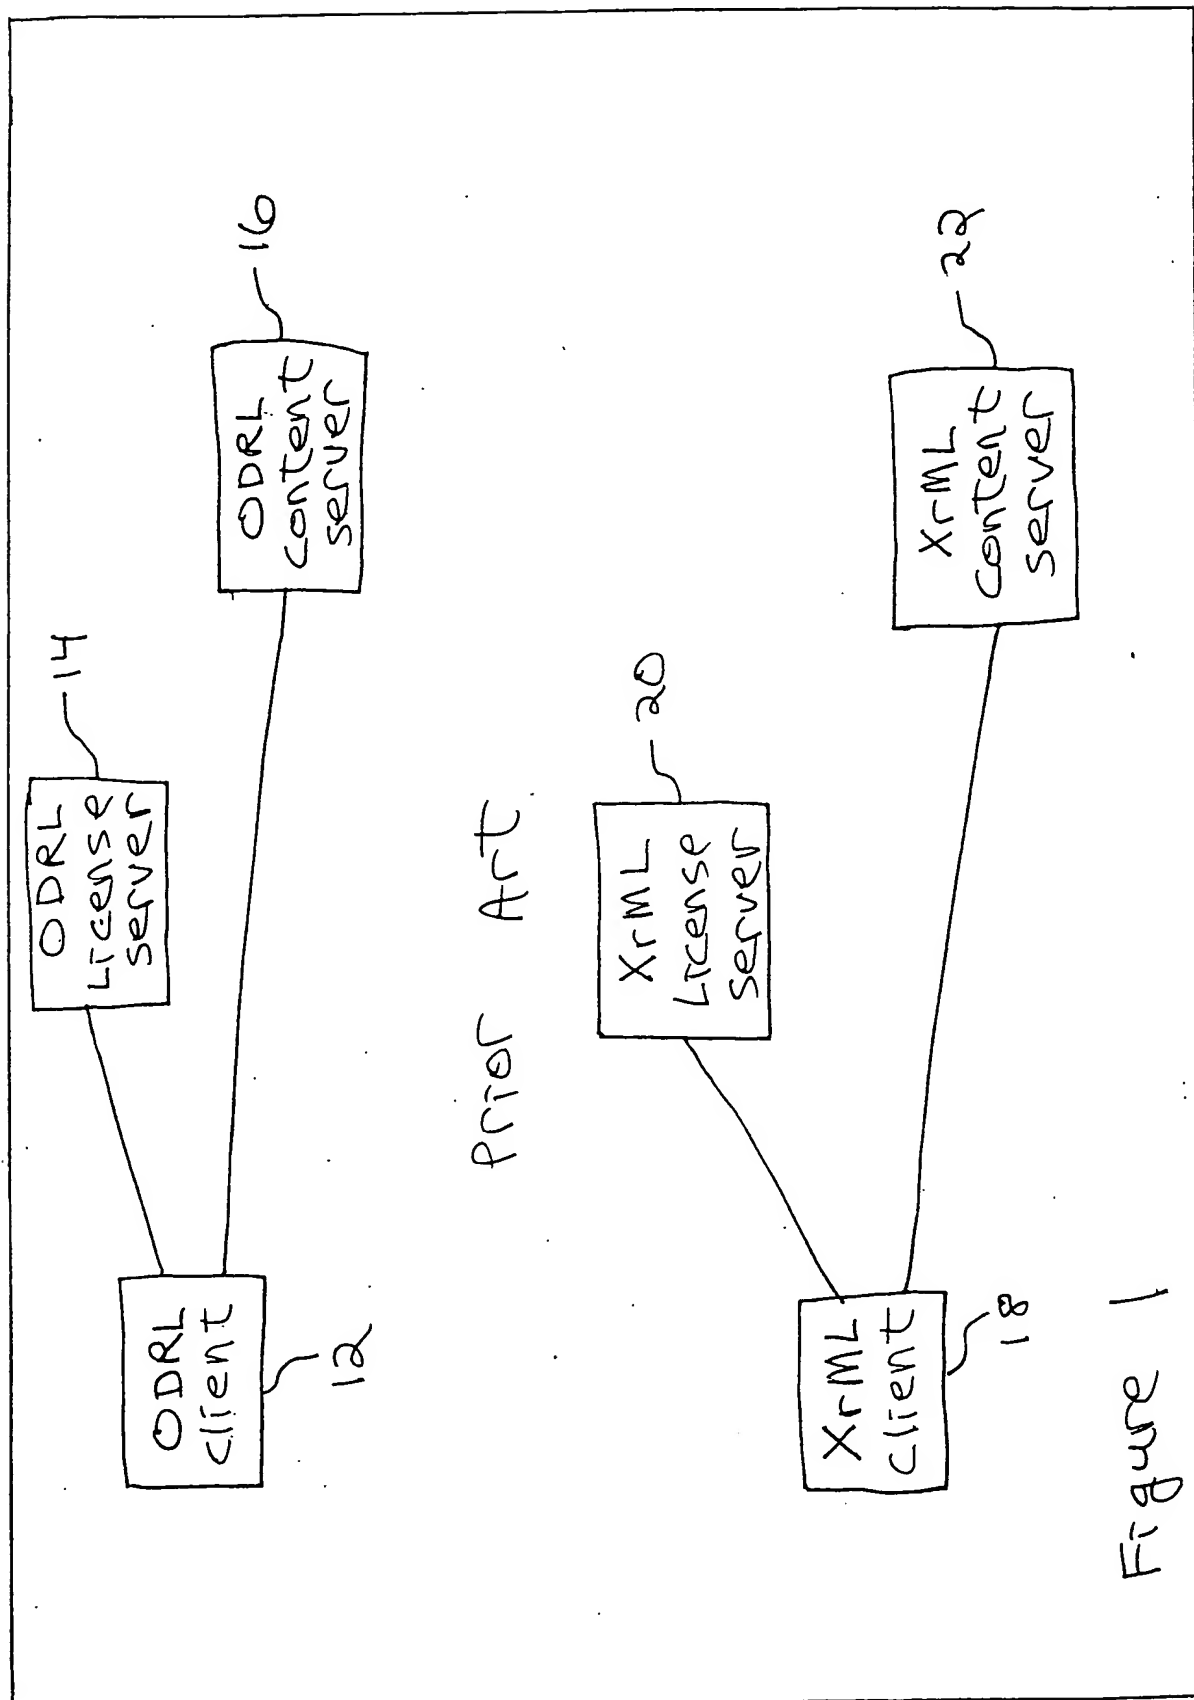 ODRL
License
server
14
ODRL
content
server
16
ODRL
client
12
Prior Art
XrML
License
server
20
XrML
content
server
22
XrML
client
18
Figure 1